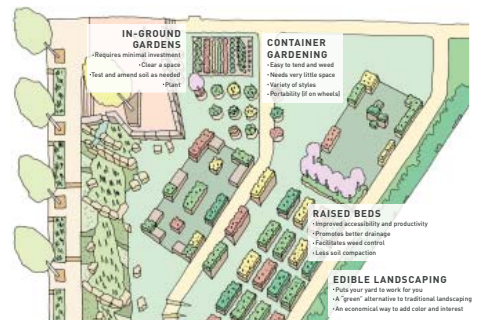 IN-GROUND
GARDENS
•Requires minimal investment
•Clear a space
•Test and amend soil as needed
•Plant
CONTAINER
GARDENING
•Easy to tend and weed
•Needs very little space
•Variety of styles
•Portability (if on wheels)
RAISED BEDS
•Improved accessibility and productivity
•Promotes better drainage
•Facilitates weed control
•Less soil compaction
EDIBLE LANDSCAPING
•Puts your yard to work for you
•A "green" alternative to traditional landscaping
•An economical way to add color and interest